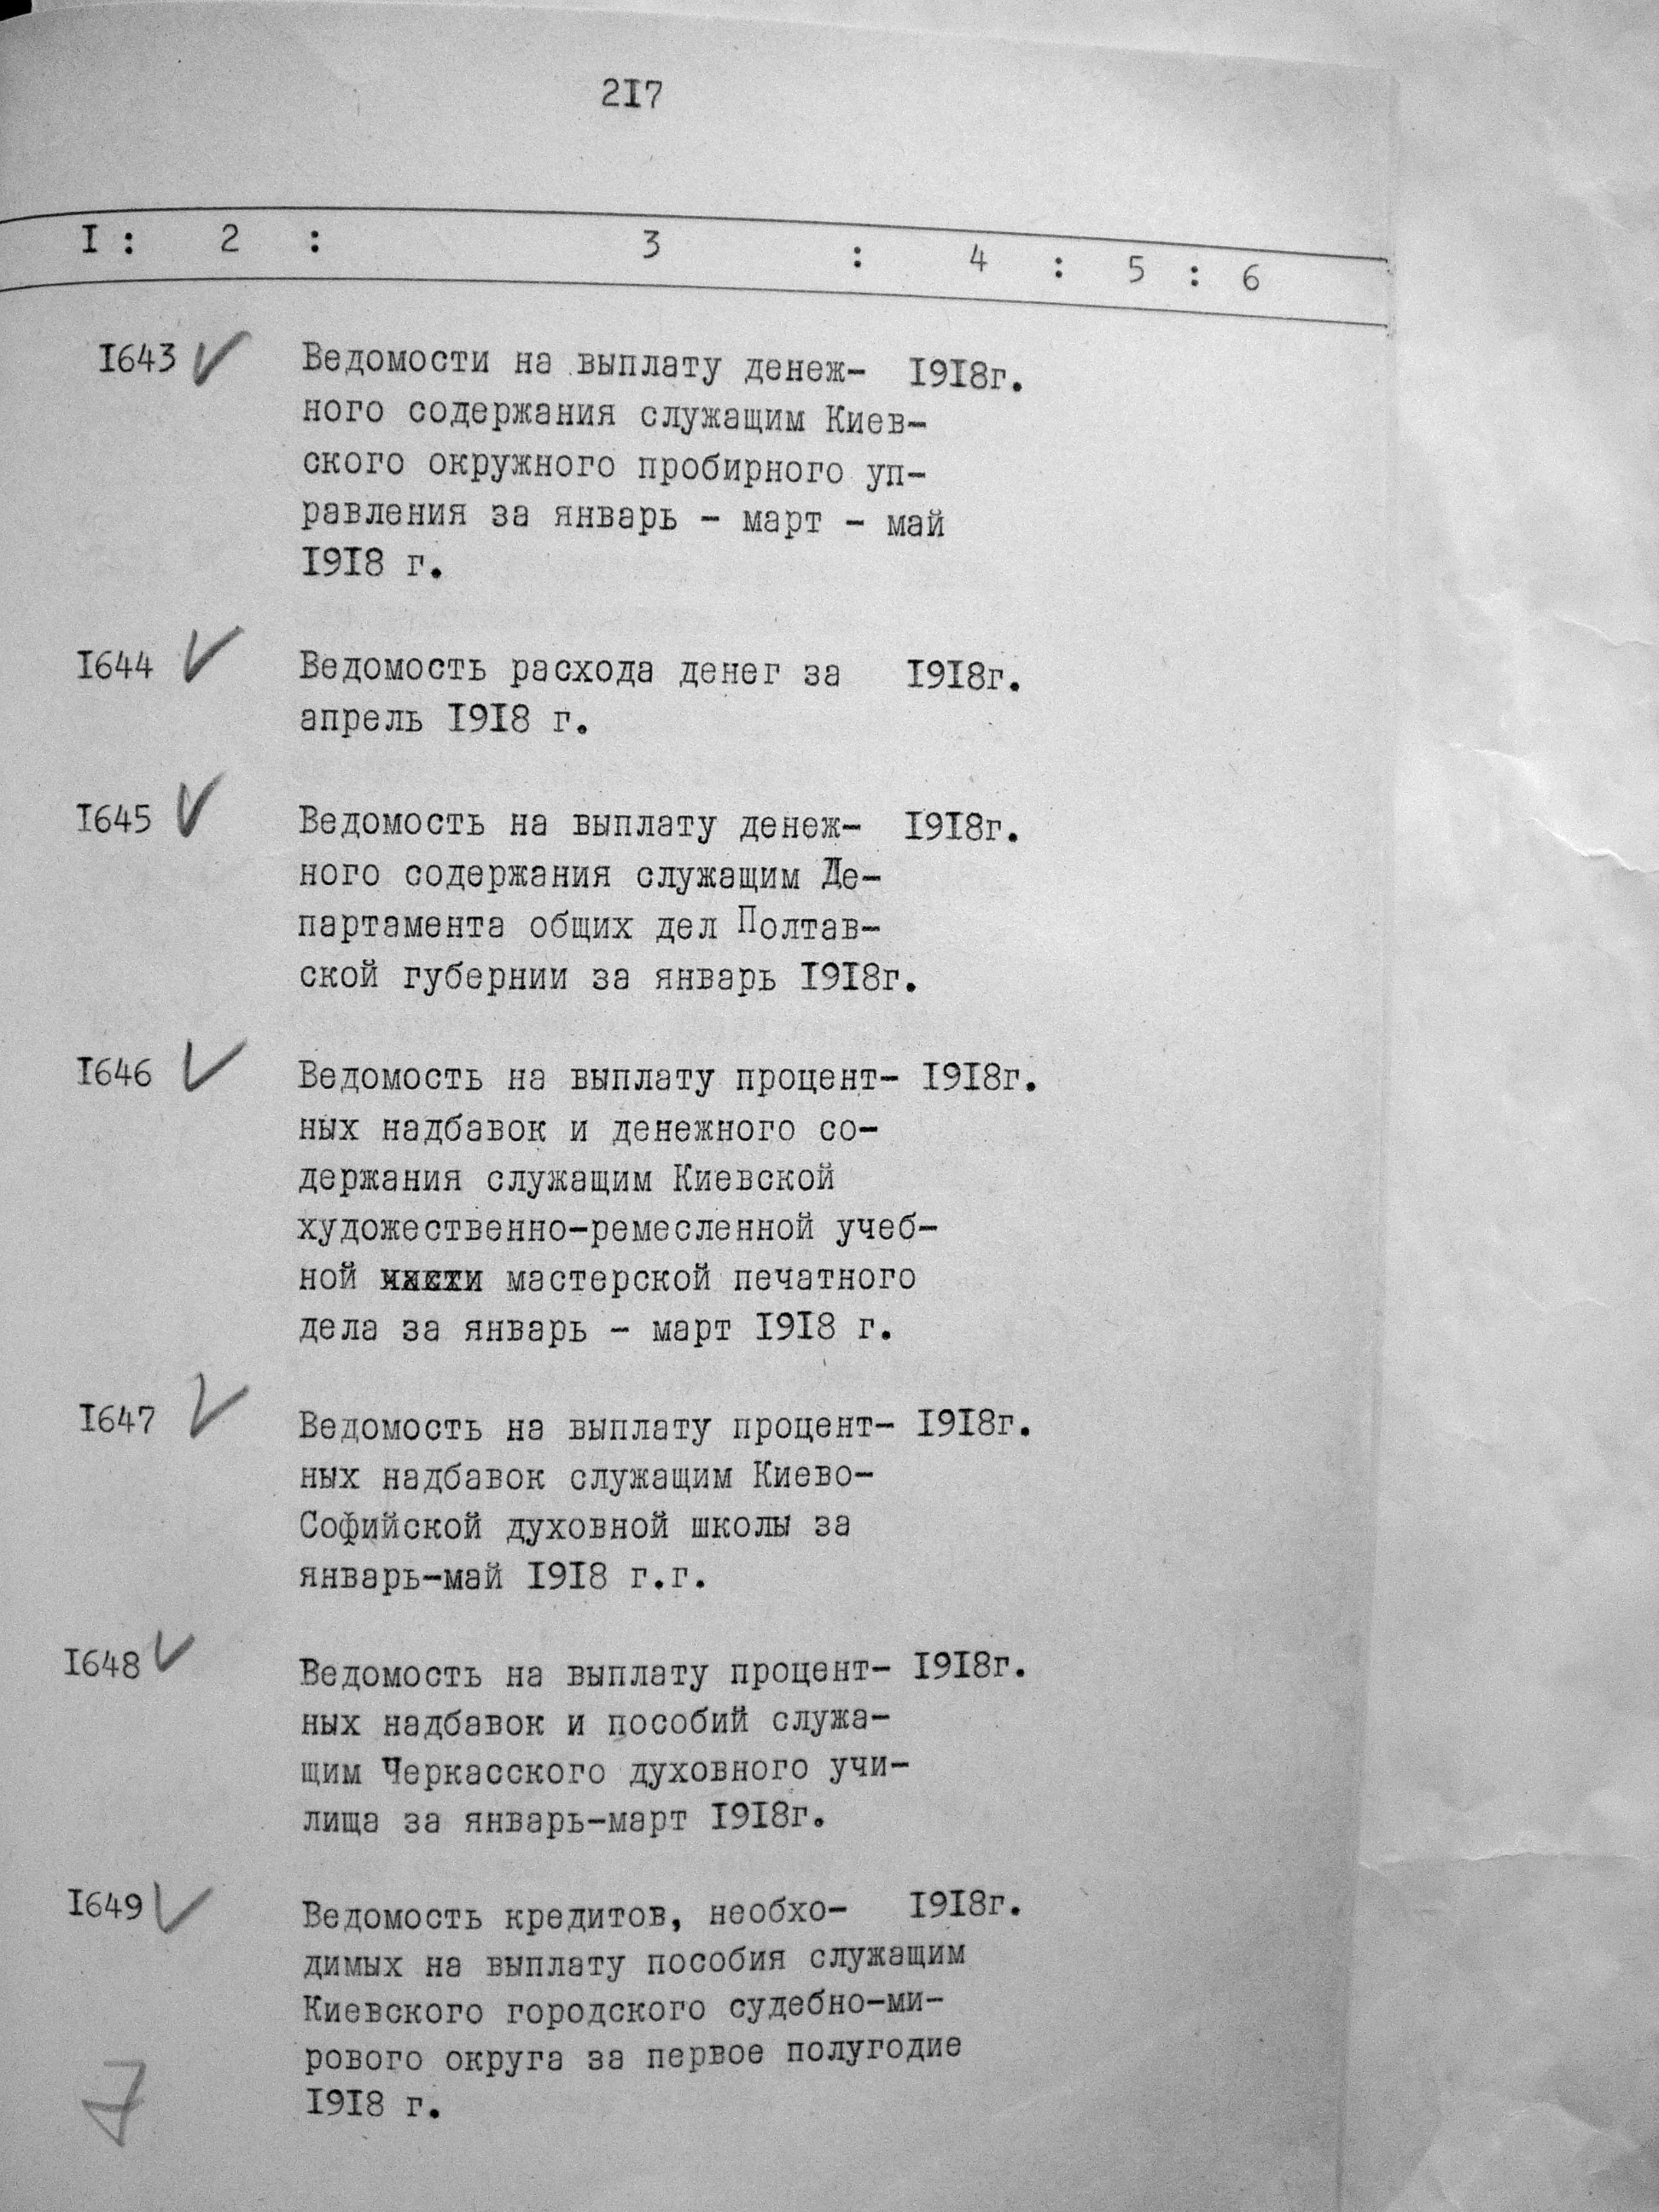 2I7
I : 2 : 3 : 4 : 5 : 6
I643 Ведомости на выплату денеж- I9I8г.
ного содержания служащим Киев-
ского окружного пробирного уп-
равления за январь - март - май
I9I8 г.
I644 Ведомость расхода денег за I9I8г.
апрель I9I8 г.
I645 Ведомость на выплату денеж- I9I8г.
ного содержания служащим Де-
партамента общих дел Полтав-
ской губернии за январь I9I8г.
I646 Ведомость на выплату процент- I9I8г.
ных надбавок и денежного со-
держания служащим Киевской
художественно-ремесленной учеб-
ной части мастерской печатного
дела за январь - март I9I8 г.
I647 Ведомость на выплату процент- I9I8г.
ных надбавок служащим Киево-
Софийской духовной школы за
январь-май I9I8 г.г.
I648 Ведомость на выплату процент- I9I8г.
ных надбавок и пособий служа-
щим Черкасского духовного учи-
лища за январь-март I9I8г.
I649 Ведомость кредитов, необхо- I9I8г.
димых на выплату пособия служащим
Киевского городского судебно-ми-
рового округа за первое полугодие
I9I8 г.
7